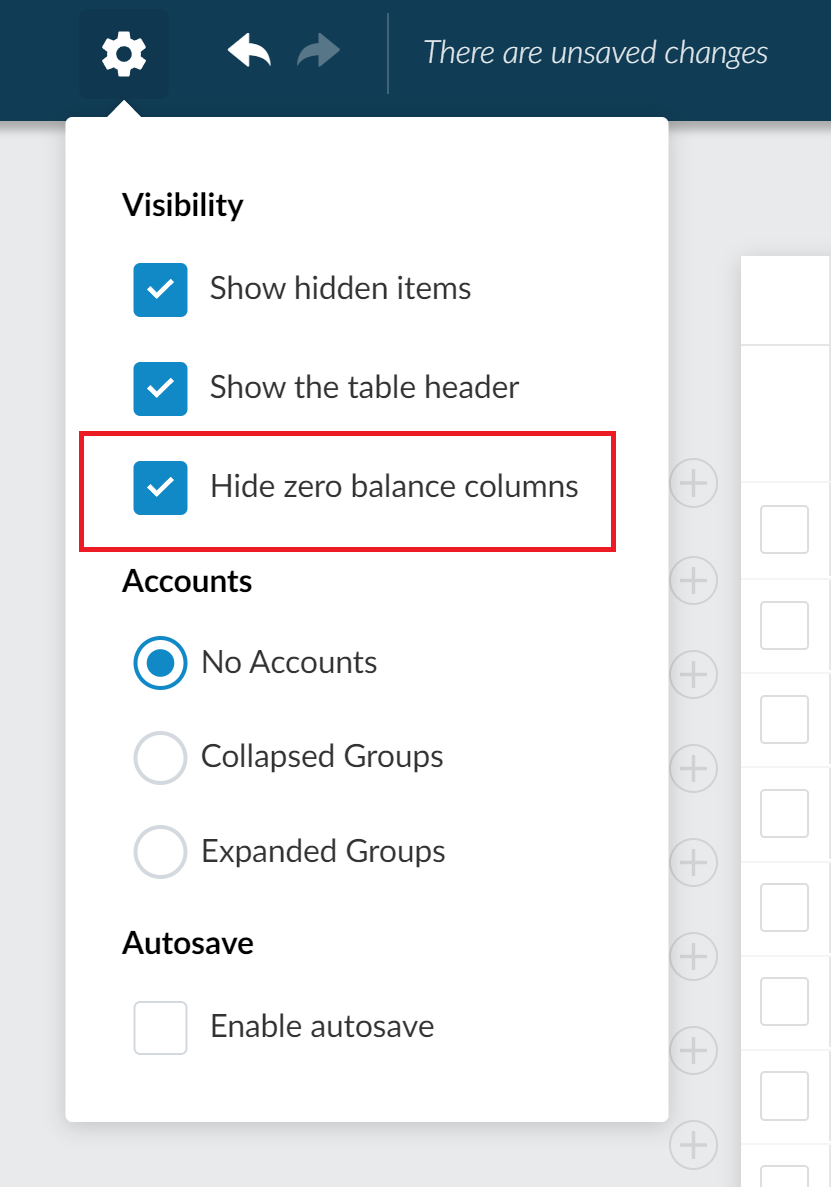 There are unsaved changes
Visibility
Show hidden items
Show the table header
Hide zero balance columns
Accounts
No Accounts
Collapsed Groups
Expanded Groups
Autosave
Enable autosave